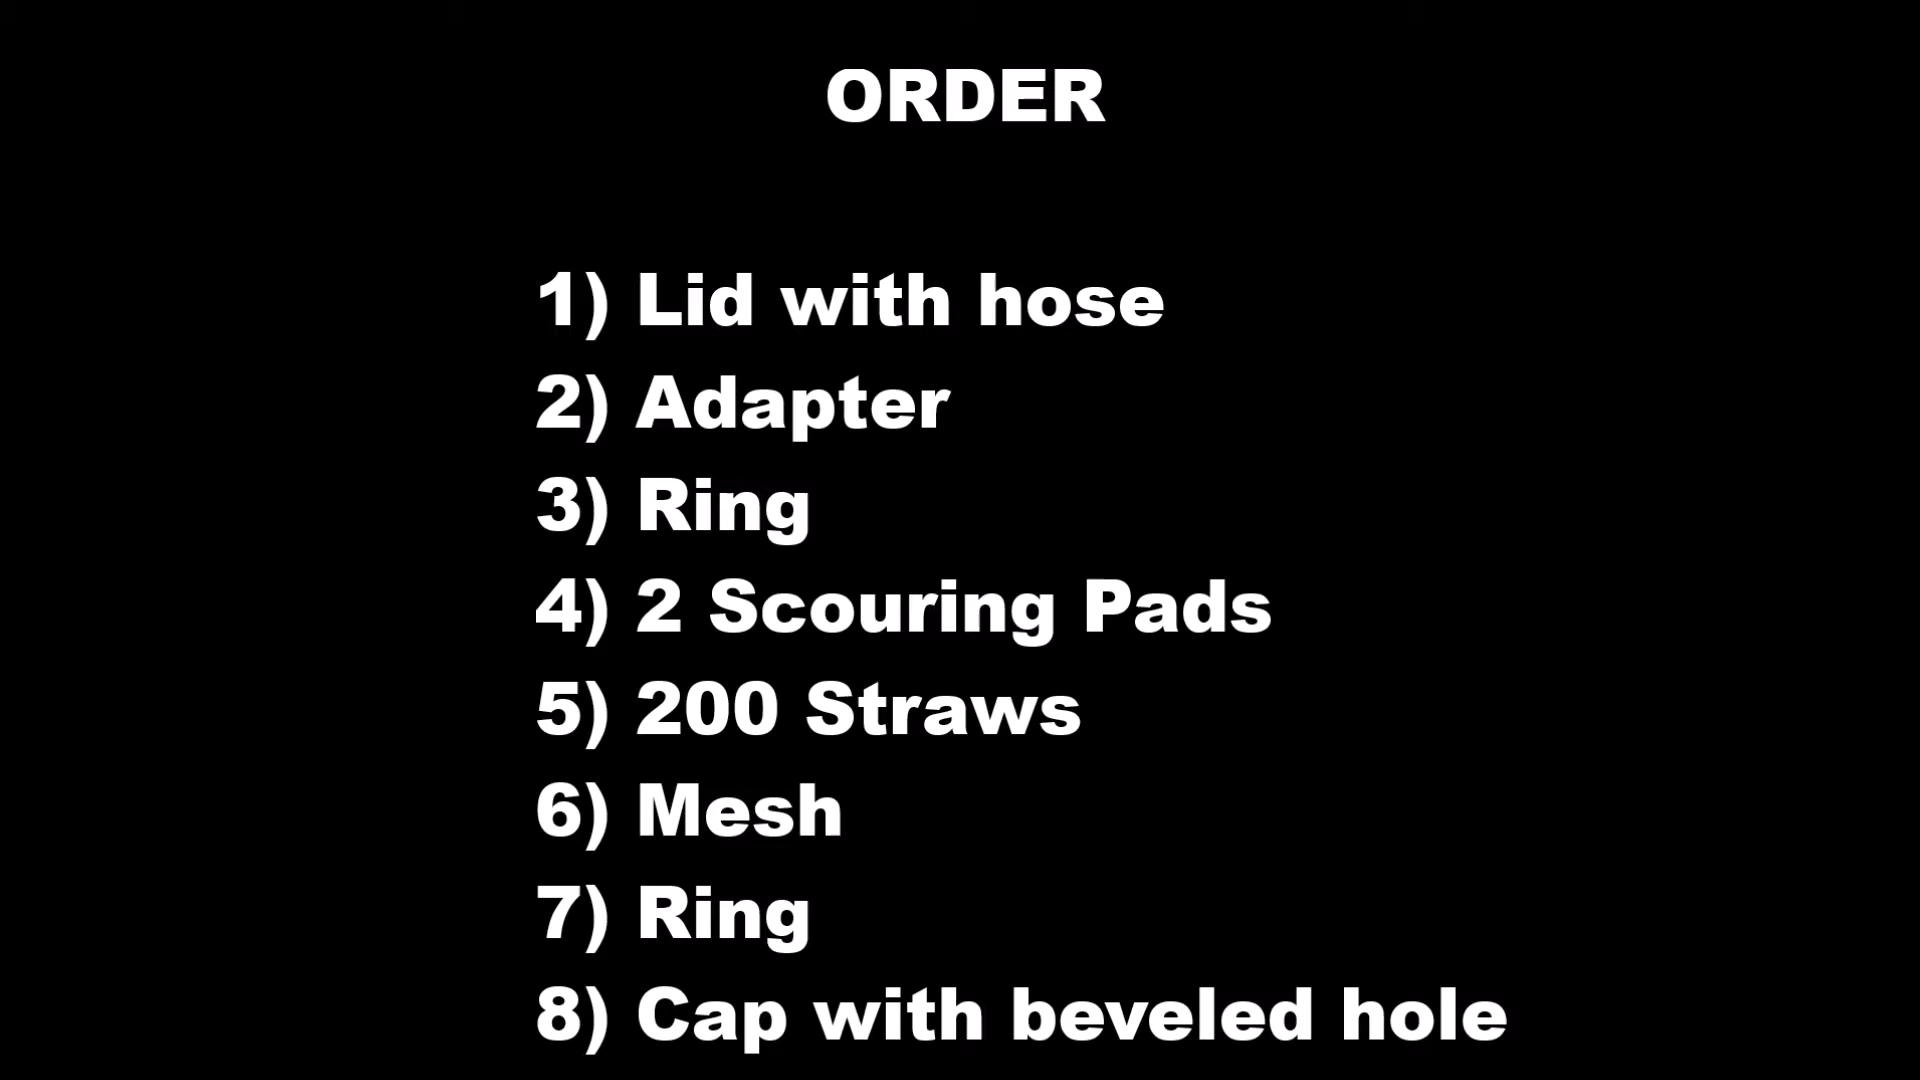 ORDER
1) Lid with hose
2) Adapter
3) Ring
4) 2 Scouring Pads
5) 200 Straws
6) Mesh
7) Ring
8) Cap with beveled hole